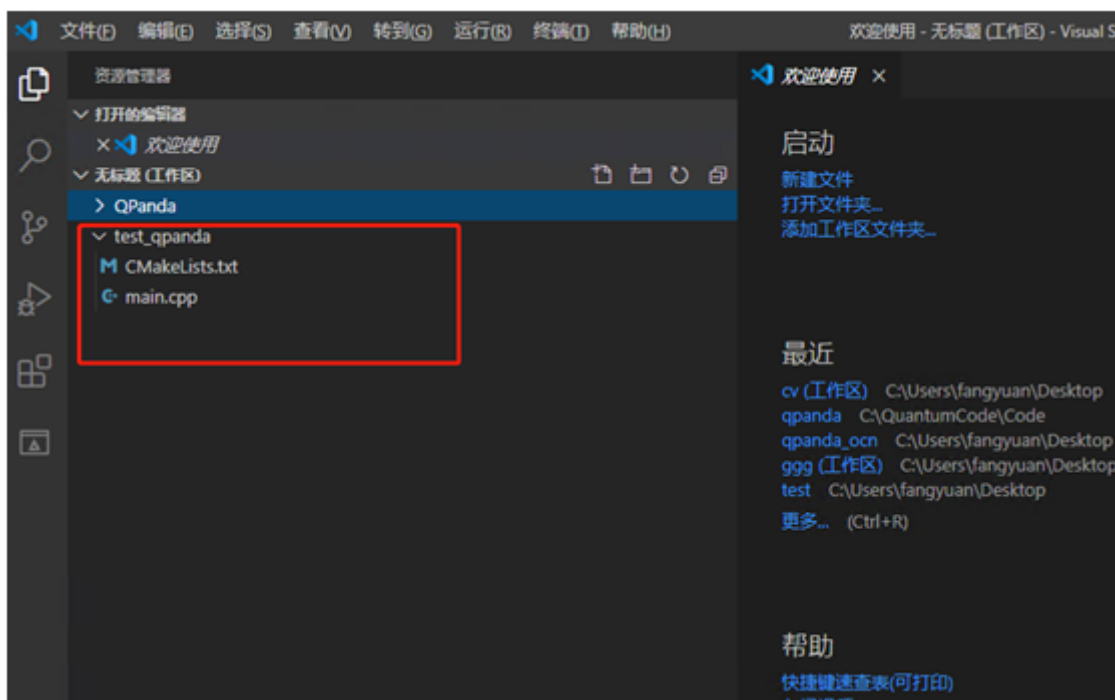 文件(F) 编辑(E) 选择(S) 查看(V) 转到(G) 运行(R) 终端(T) 帮助(H) 欢迎使用 - 无标题 (工作区) - Visual S
资源管理器
打开的编辑器
欢迎使用
无标题 (工作区)
QPanda
test_qpanda
CMakeLists.txt
main.cpp
欢迎使用
启动
新建文件
打开文件夹...
添加工作区文件夹...
最近
cv (工作区) C:\Users\fangyuan\Desktop
qpanda C:\QuantumCode\Code
qpanda_ocn C:\Users\fangyuan\Desktop
ggg (工作区) C:\Users\fangyuan\Desktop
test C:\Users\fangyuan\Desktop
更多... (Ctrl+R)
帮助
快捷键速查表(可打印)